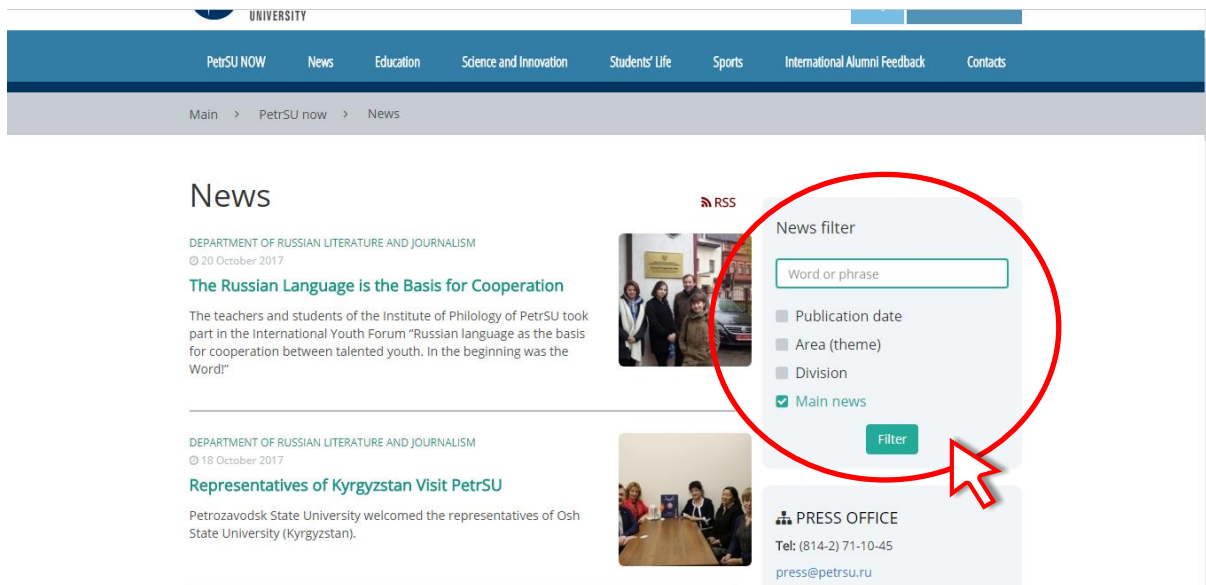 UNIVERSITY
PetrSU NOW News Education Science and Innovation Students' Life Sports International Alumni Feedback Contacts
Main > PetrSU now > News
News
RSS
DEPARTMENT OF RUSSIAN LITERATURE AND JOURNALISM
20 October 2017
The Russian Language is the Basis for Cooperation
The teachers and students of the Institute of Philology of PetrSU took
part in the International Youth Forum “Russian language as the basis
for cooperation between talented youth. In the beginning was the
Word!”
DEPARTMENT OF RUSSIAN LITERATURE AND JOURNALISM
18 October 2017
Representatives of Kyrgyzstan Visit PetrSU
Petrozavodsk State University welcomed the representatives of Osh
State University (Kyrgyzstan).
News filter
Word or phrase
Publication date
Area (theme)
Division
Main news
Filter
PRESS OFFICE
Tel: (814-2) 71-10-45
press@petrsu.ru